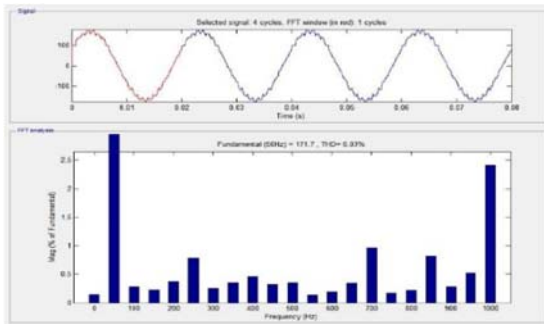 Signal
Selected signal: 4 cycles. FFT window (in red): 1 cycles
100
0
-100
0 0.01 0.02 0.03 0.04 0.05 0.06 0.07 0.08
Time (s)
FFT analysis
Fundamental (50Hz) = 171.7 , THD=
2.5
2
1.5
1
0.5
0
Mag (% of Fundamental)
0 100 200 300 400 500 600 700 800 900 1000
Frequency (Hz)